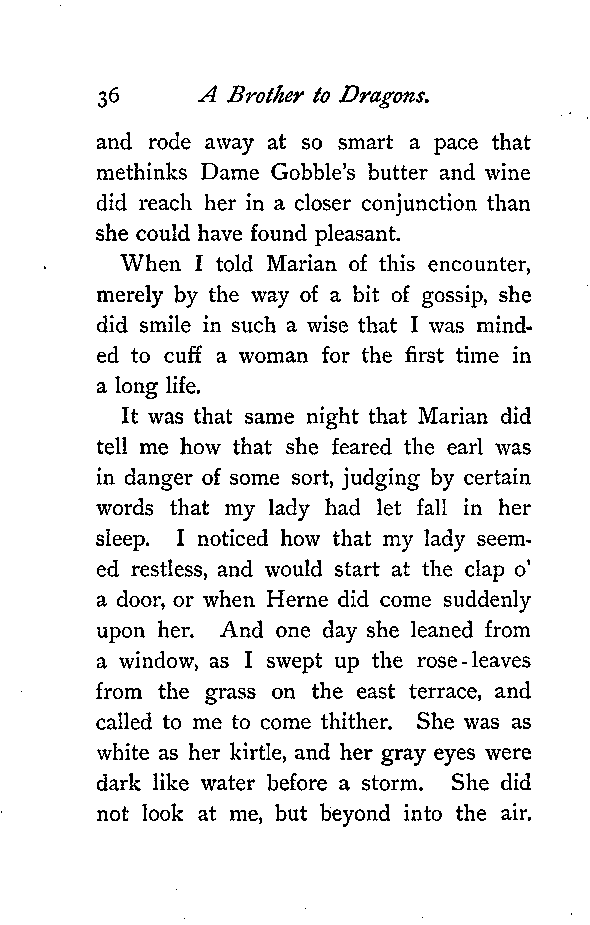 36 A Brother to Dragons.
and rode away at so smart a pace that
methinks Dame Gobble's butter and wine
did reach her in a closer conjunction than
she could have found pleasant.
When I told Marian of this encounter,
merely by the way of a bit of gossip, she
did smile in such a wise that I was mind-
ed to cuff a woman for the first time in
a long life.
It was that same night that Marian did
tell me how that she feared the earl was
in danger of some sort, judging by certain
words that my lady had let fall in her
sleep. I noticed how that my lady seem-
ed restless, and would start at the clap o'
a door, or when Herne did come suddenly
upon her. And one day she leaned from
a window, as I swept up the rose-leaves
from the grass on the east terrace, and
called to me to come thither. She was as
white as her kirtle, and her gray eyes were
dark like water before a storm. She did
not look at me, but beyond into the air.